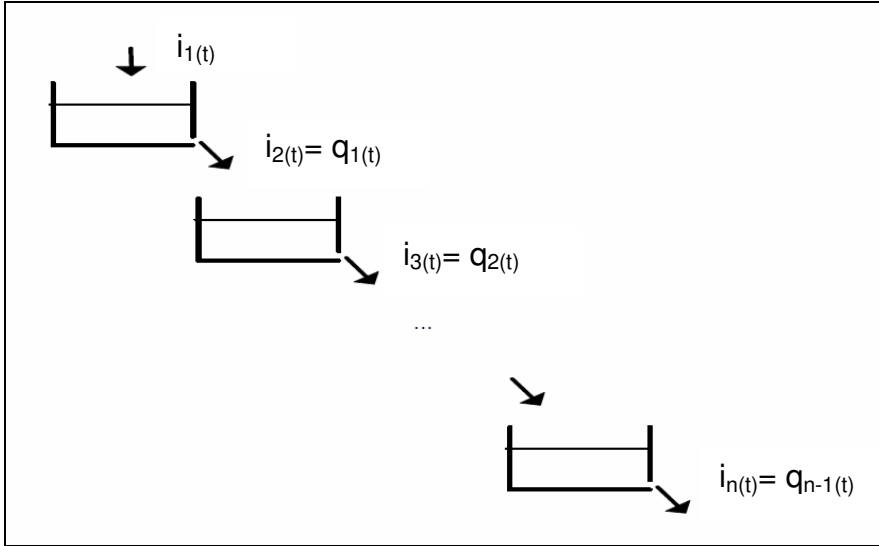 i1(t)
i2(t)= q1(t)
i3(t)= q2(t)
...
in(t)= qn-1(t)